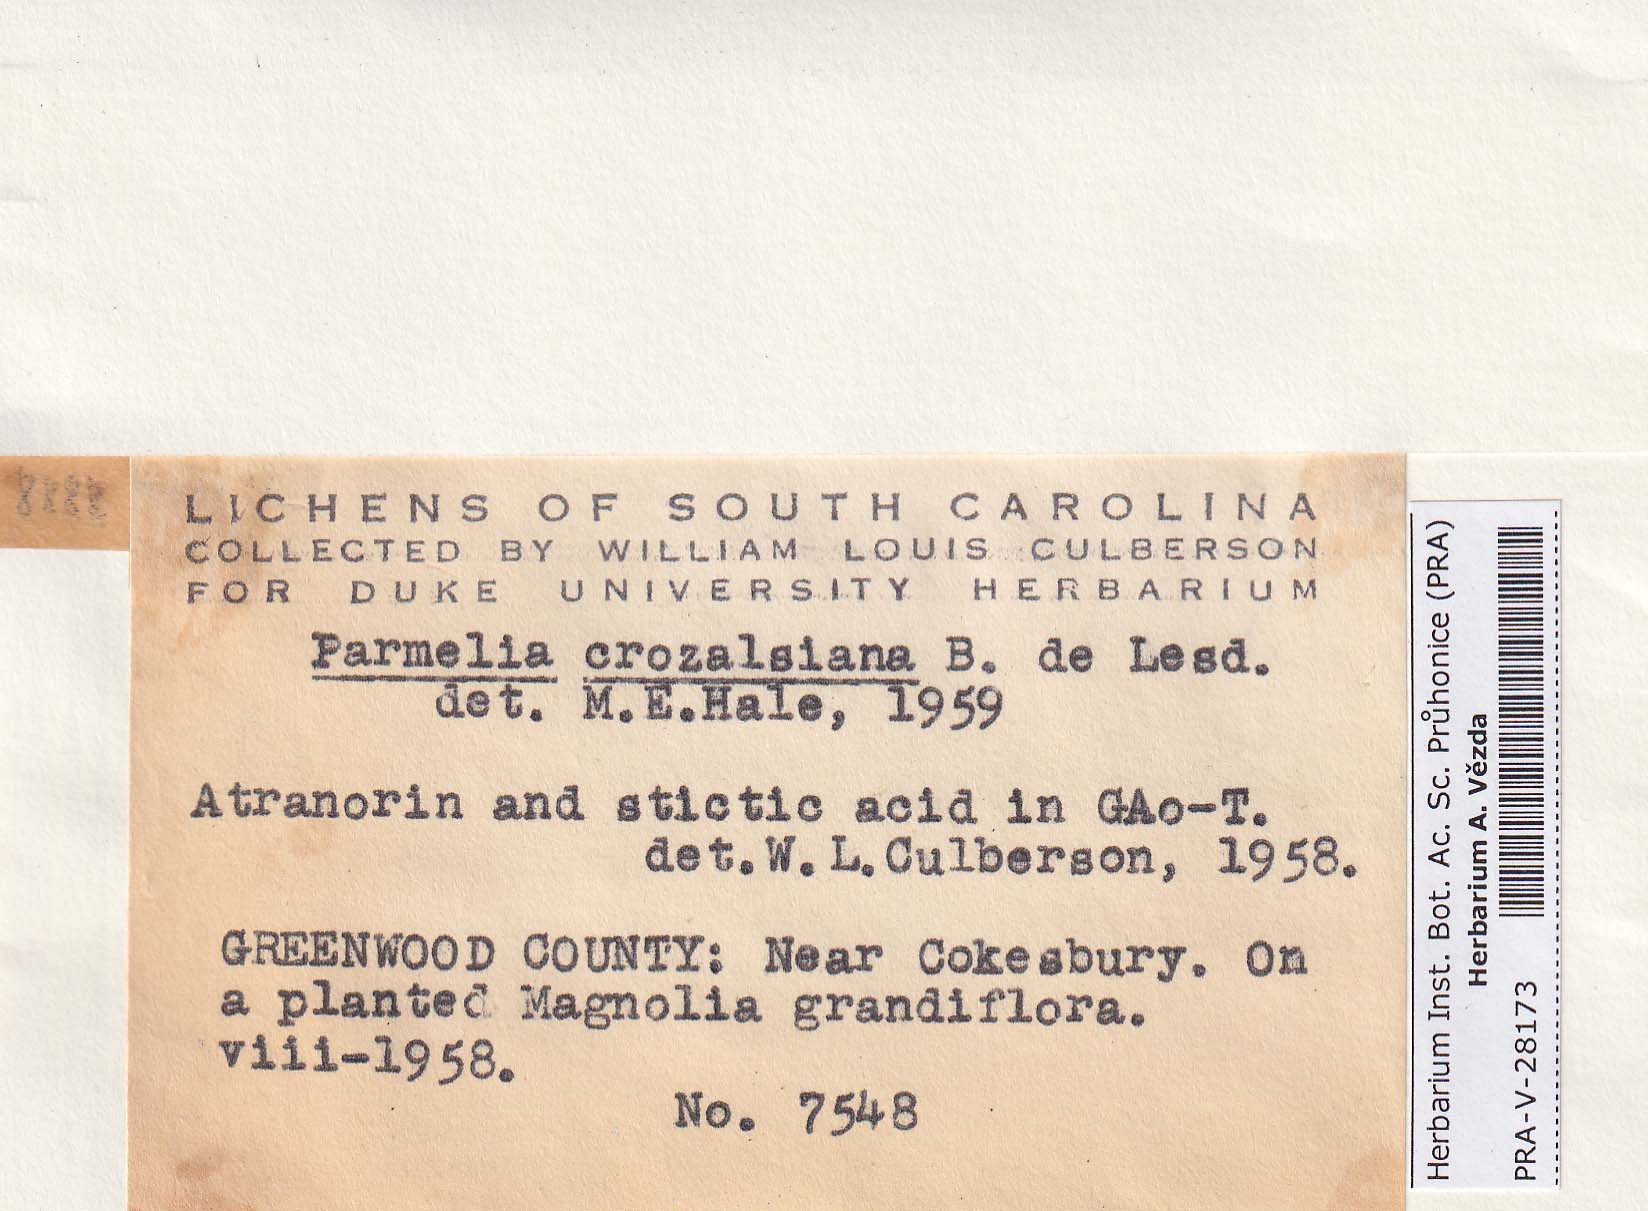 LICHENS OF SOUTH CAROLINA
COLLECTED BY WILLIAM LOUIS CULBERSON
FOR DUKE UNIVERSITY HERBARIUM
Parmelia crozalsiana B. de Lesd.
det. M.E.Hale, 1959
Atranorin and stictic acid in GAo-T.
det.W.L.Culberson, 1958.
GREENWOOD COUNTY: Near Cokesbury. On
a planted Magnolia grandiflora.
viii-1958.
No. 7548
Herbarium Inst. Bot. Ac. Sc. Průhonice (PRA)
Herbarium A. Vězda
PRA-V-28173